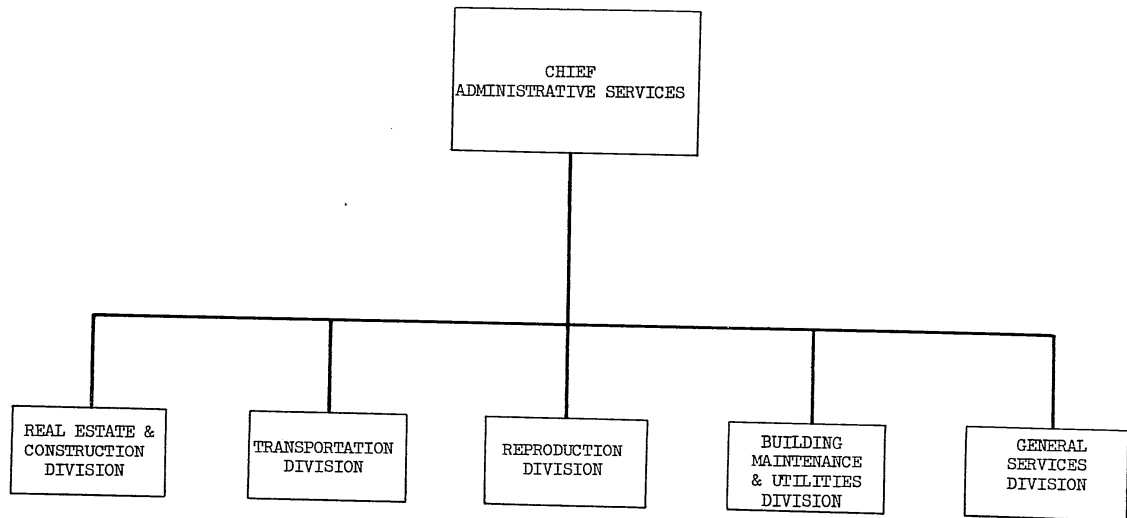 CHIEF
ADMINISTRATIVE SERVICES
REAL ESTATE &
CONSTRUCTION
DIVISION
TRANSPORTATION
DIVISION
REPRODUCTION
DIVISION
BUILDING
MAINTENANCE
& UTILITIES
DIVISION
GENERAL
SERVICES
DIVISION